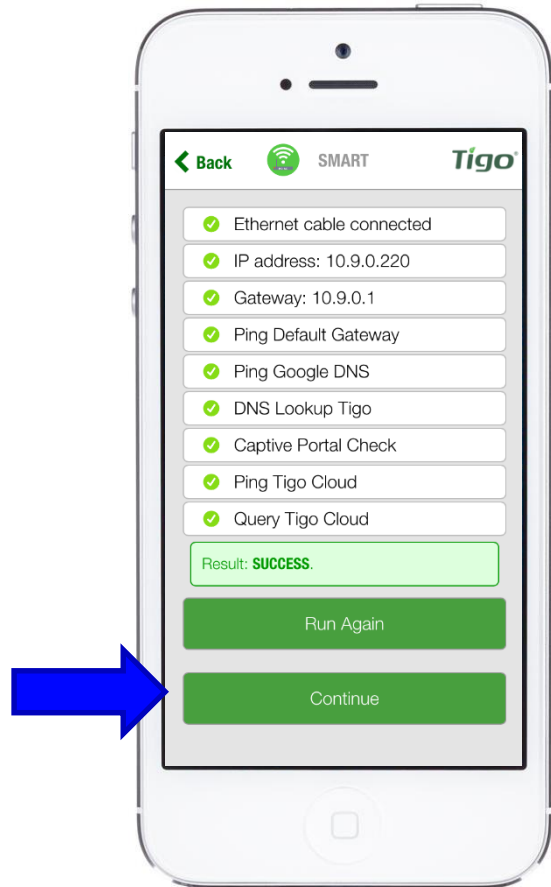 Back
SMART
Tigo
Ethernet cable connected
IP address: 10.9.0.220
Gateway: 10.9.0.1
Ping Default Gateway
Ping Google DNS
DNS Lookup Tigo
Captive Portal Check
Ping Tigo Cloud
Query Tigo Cloud
Result: SUCCESS.
Run Again
Continue